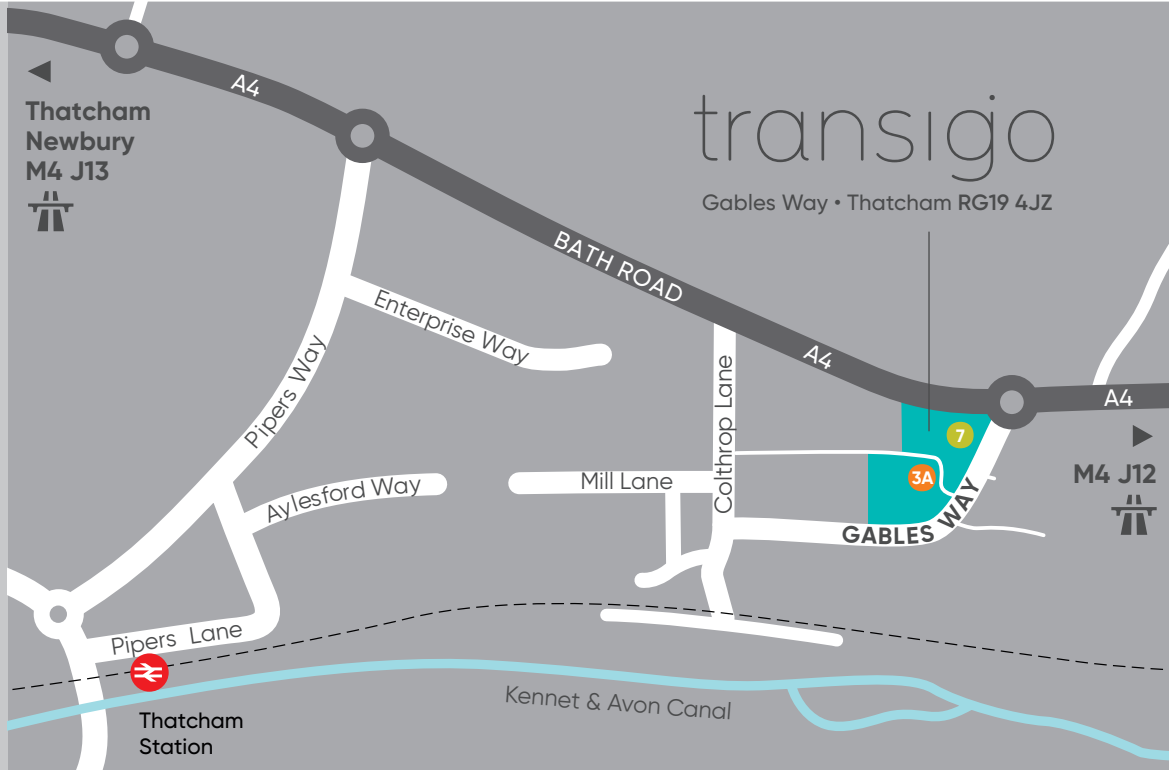 A4
Thatcham
Newbury
M4 J13
transigo
Gables Way • Thatcham RG19 4JZ
BATH ROAD
Enterprise Way
Pipers Way
A4
Colthrop Lane
A4
7
M4 J12
3A
Mill Lane
Aylesford Way
GABLES WAY
Pipers Lane
Kennet & Avon Canal
Thatcham
Station